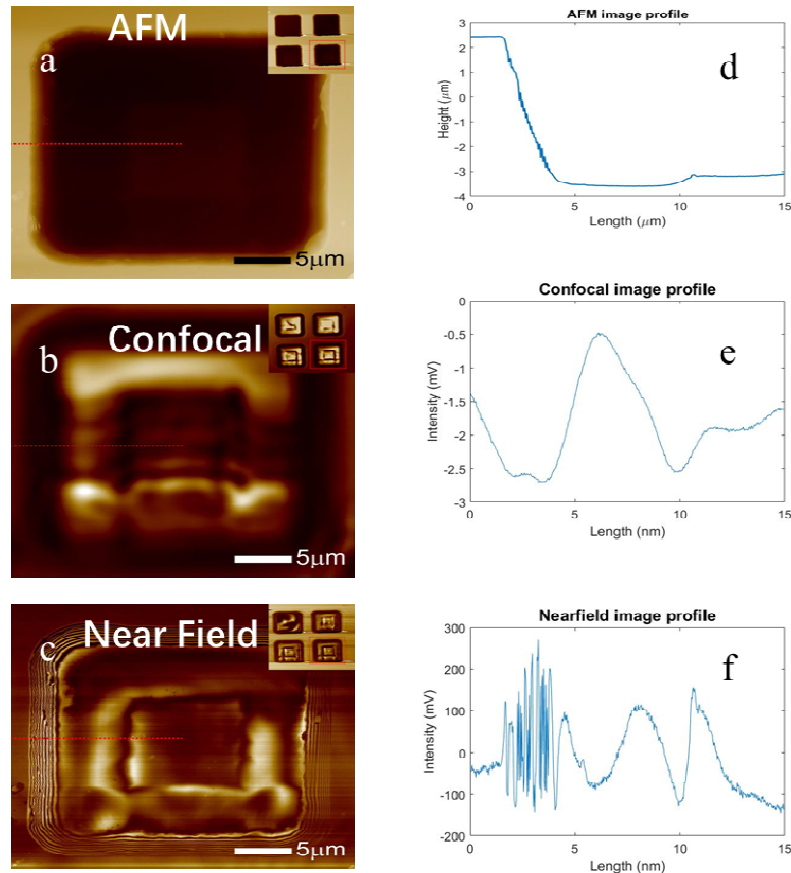 AFM
a
5μm
AFM image profile
d
3
2
1
0
-1
-2
-3
-4
Height (μm)
0
5
10
15
Length (μm)
Confocal
b
5μm
Confocal image profile
e
0
-0.5
-1
-1.5
-2
-2.5
-3
Intensity (mV)
0
5
10
15
Length (nm)
Near Field
c
5μm
Nearfield image profile
f
300
200
100
0
-100
-200
Intensity (mV)
0
5
10
15
Length (nm)